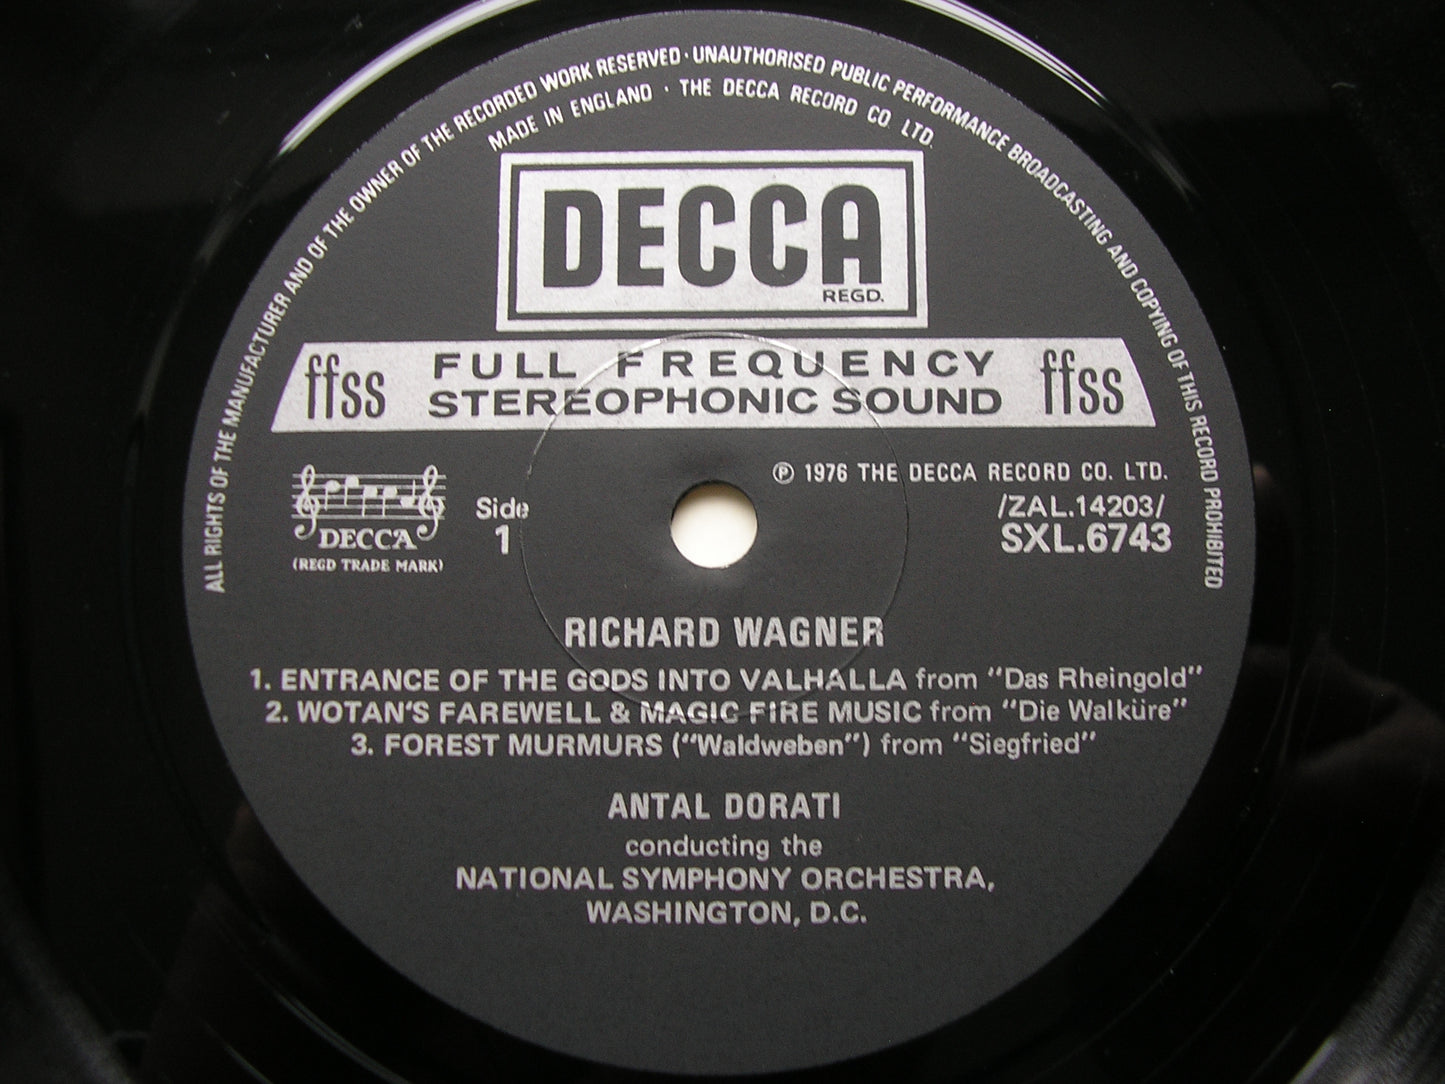 ALL RIGHTS OF THE MANUFACTURER AND OF THE OWNER OF THE RECORDED WORK RESERVED · UNAUTHORISED PUBLIC PERFORMANCE BROADCASTING AND COPYING OF THIS RECORD PROHIBITED
MADE IN ENGLAND · THE DECCA RECORD CO. LTD.
DECCA
REGD.
ffss FULL FREQUENCY ffss
STEREOPHONIC SOUND
℗ 1976 THE DECCA RECORD CO. LTD.
DECCA
(REGD TRADE MARK)
Side
1
/ZAL.14203/
SXL.6743
RICHARD WAGNER
1. ENTRANCE OF THE GODS INTO VALHALLA from "Das Rheingold"
2. WOTAN'S FAREWELL & MAGIC FIRE MUSIC from "Die Walküre"
3. FOREST MURMURS ("Waldweben") from "Siegfried"
ANTAL DORATI
conducting the
NATIONAL SYMPHONY ORCHESTRA,
WASHINGTON, D.C.